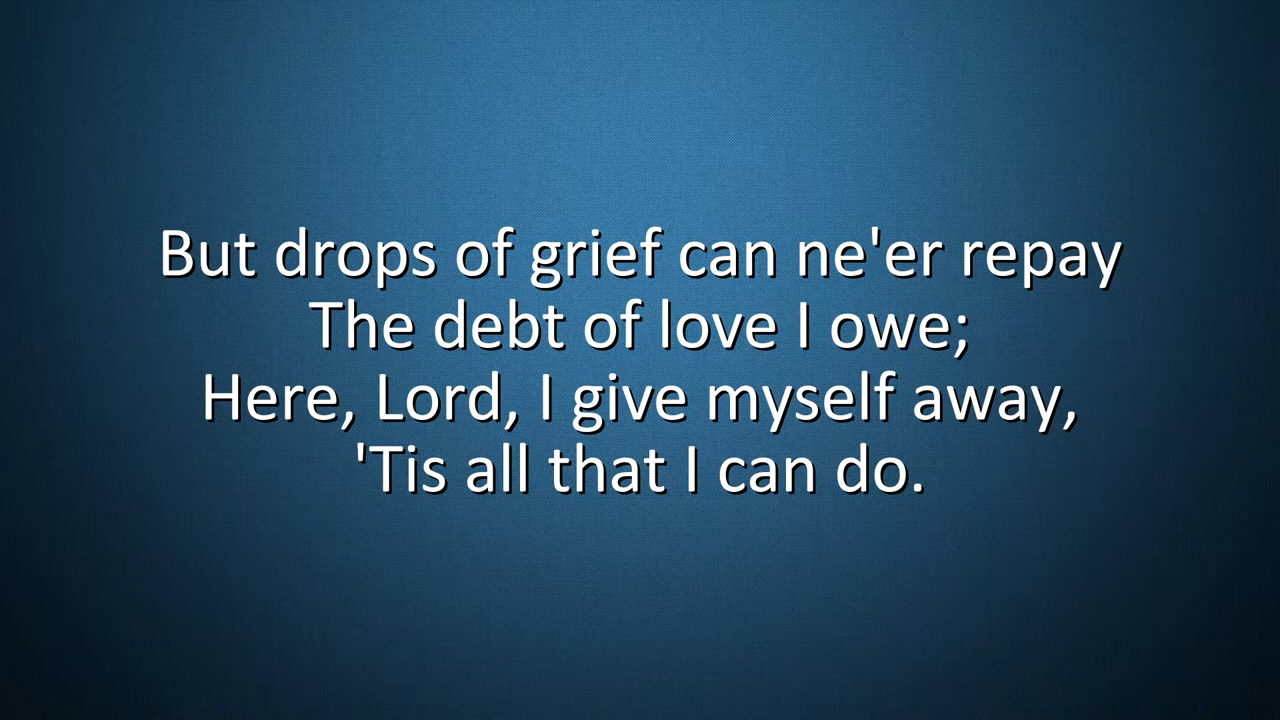 But drops of grief can ne'er repay
The debt of love I owe;
Here, Lord, I give myself away,
'Tis all that I can do.